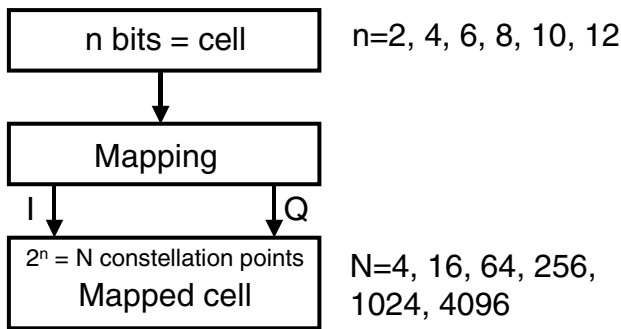 n bits = cell
n=2, 4, 6, 8, 10, 12
Mapping
I
Q
2ⁿ = N constellation points
Mapped cell
N=4, 16, 64, 256,
1024, 4096